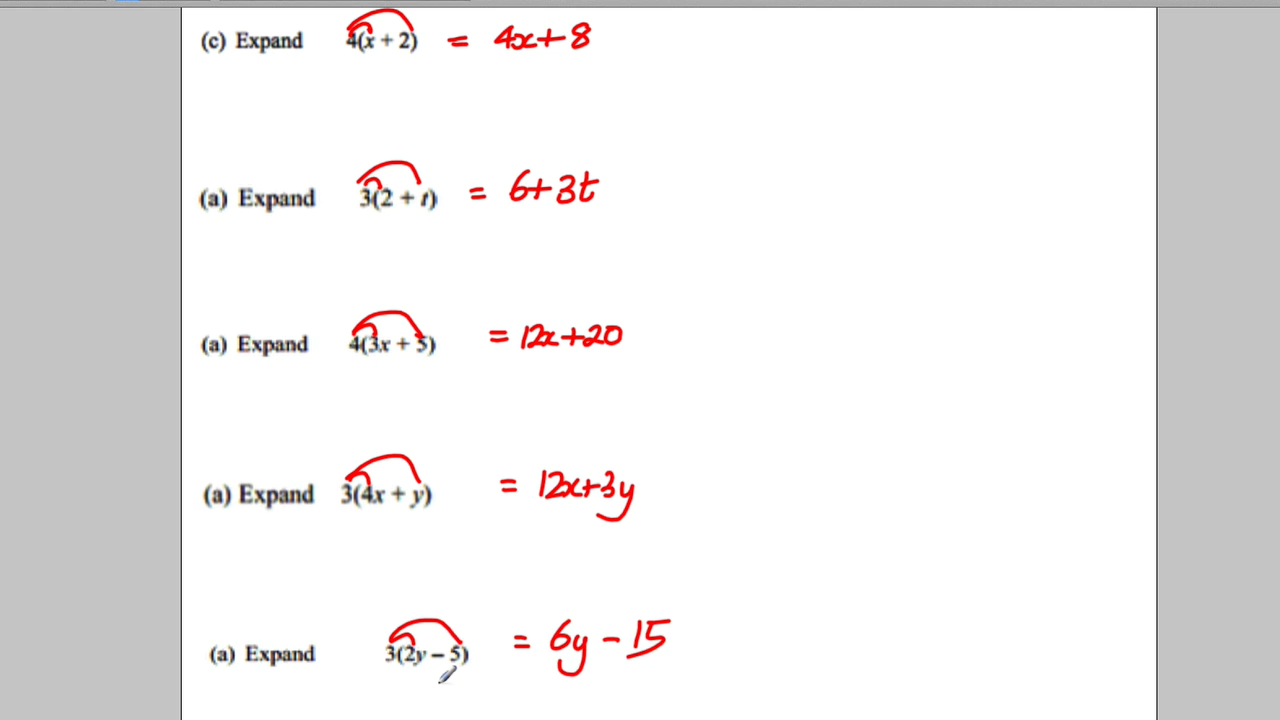 (c) Expand 4(x + 2) = 4x+8
(a) Expand 3(2 + t) = 6+3t
(a) Expand 4(3x + 5) = 12x+20
(a) Expand 3(4x + y) = 12x+3y
(a) Expand 3(2y – 5) = 6y – 15